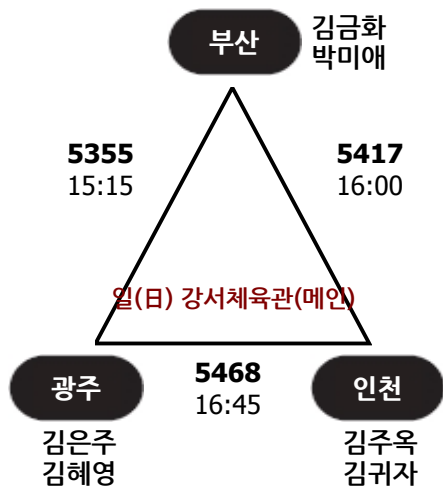 부산
김금화
박미애
5355
15:15
5417
16:00
일(日) 강서체육관(메인)
광주
5468
16:45
인천
김은주
김혜영
김주옥
김귀자